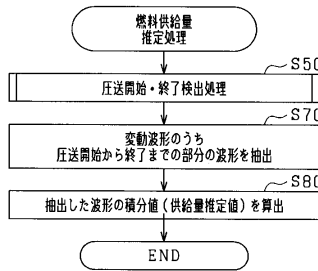 燃料供給量
推定処理
S50
圧送開始・終了検出処理
S70
変動波形のうち
圧送開始から終了までの部分の波形を抽出
S80
抽出した波形の積分値(供給量推定値)を算出
END